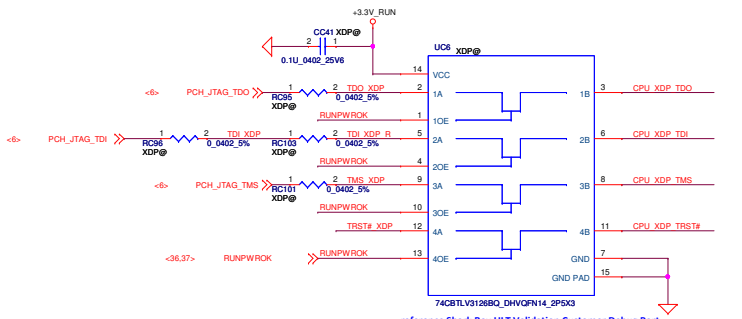 +3.3V_RUN
CC41 XDP@
2 1
0.1U_0402_25V6
UC6 XDP@
14 VCC
<6> PCH_JTAG_TDO 1 2 TDO_XDP 2 1A 1B 3 CPU_XDP_TDO
RC95 0_0402_5%
XDP@
RUNPWROK 1 1OE
<6> PCH_JTAG_TDI 1 2 TDI_XDP 1 2 TDI_XDP_R 5 2A 2B 6 CPU_XDP_TDI
RC96 0_0402_5% RC103 0_0402_5%
XDP@ XDP@
RUNPWROK 4 2OE
<6> PCH_JTAG_TMS 1 2 TMS_XDP 9 3A 3B 8 CPU_XDP_TMS
RC101 0_0402_5%
XDP@
RUNPWROK 10 3OE
TRST#_XDP 12 4A 4B 11 CPU_XDP_TRST#
<36,37> RUNPWROK RUNPWROK 13 4OE GND 7
GND PAD 15
74CBTLV3126BQ_DHVQFN14_2P5X3